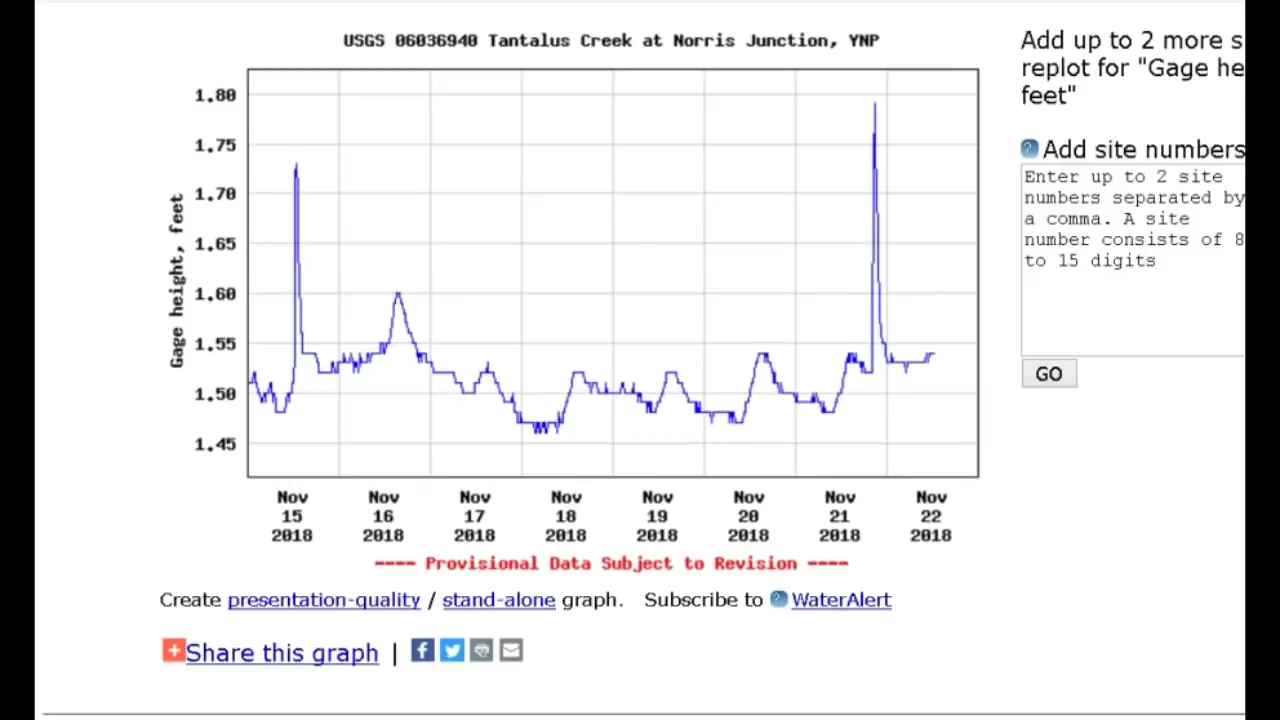 USGS 06036940 Tantalus Creek at Norris Junction, YNP
1.80
1.75
1.70
1.65
1.60
1.55
1.50
1.45
Gage height, feet
Nov Nov Nov Nov Nov Nov Nov Nov
15 16 17 18 19 20 21 22
2018 2018 2018 2018 2018 2018 2018 2018
---- Provisional Data Subject to Revision ----
Create presentation-quality / stand-alone graph. Subscribe to ? WaterAlert
+ Share this graph | f
Add up to 2 more s
replot for "Gage he
feet"
? Add site numbers
Enter up to 2 site
numbers separated by
a comma. A site
number consists of 8
to 15 digits
GO